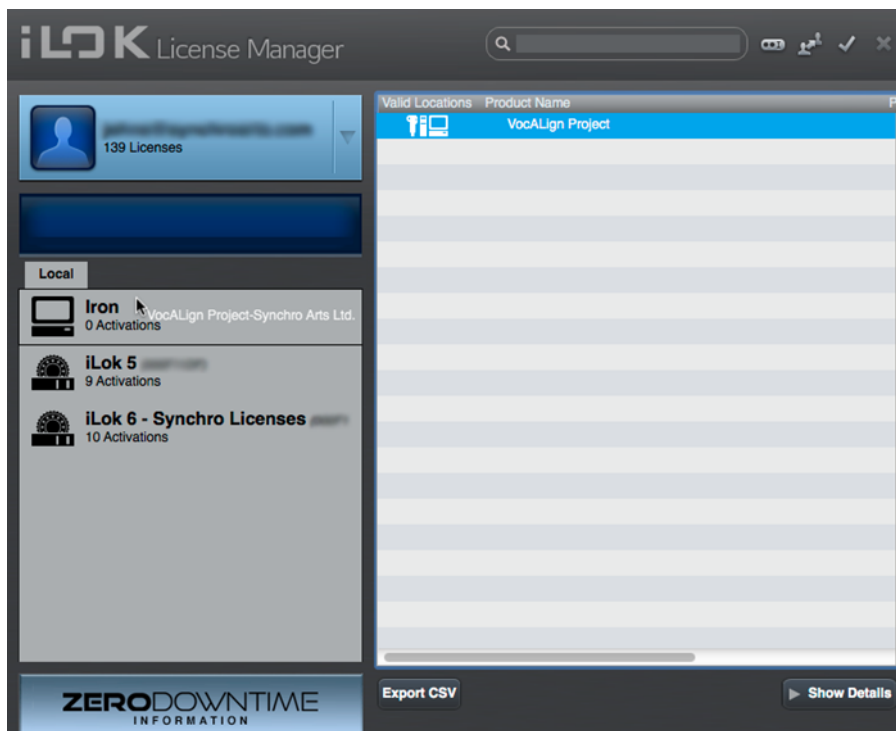 iLOK License Manager
139 Licenses
Local
Iron
0 Activations
VocALign Project-Synchro Arts Ltd.
iLok 5
9 Activations
iLok 6 - Synchro Licenses
10 Activations
ZERODOWNTIME
INFORMATION
Valid Locations Product Name P
VocALign Project
Export CSV
Show Details